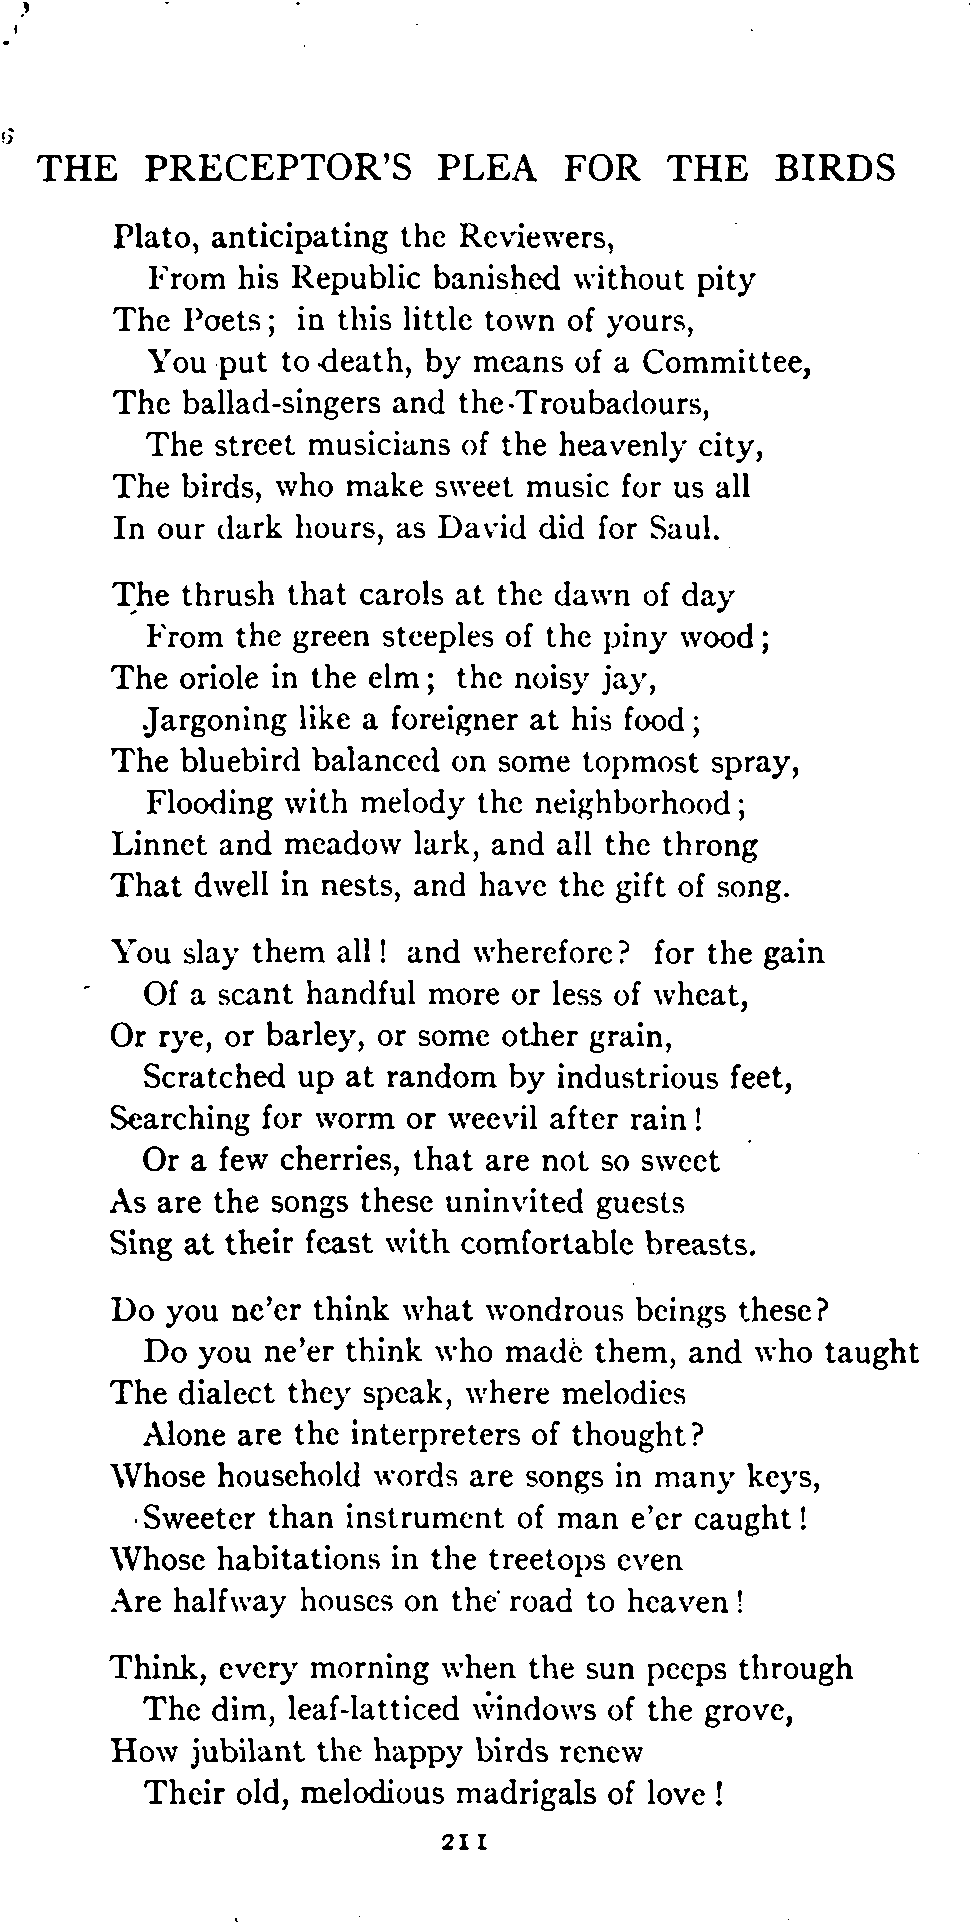 THE PRECEPTOR'S PLEA FOR THE BIRDS
Plato, anticipating the Reviewers,
From his Republic banished without pity
The Poets; in this little town of yours,
You put to death, by means of a Committee,
The ballad-singers and the Troubadours,
The street musicians of the heavenly city,
The birds, who make sweet music for us all
In our dark hours, as David did for Saul.
The thrush that carols at the dawn of day
From the green steeples of the piny wood;
The oriole in the elm; the noisy jay,
Jargoning like a foreigner at his food;
The bluebird balanced on some topmost spray,
Flooding with melody the neighborhood;
Linnet and meadow lark, and all the throng
That dwell in nests, and have the gift of song.
You slay them all! and wherefore? for the gain
Of a scant handful more or less of wheat,
Or rye, or barley, or some other grain,
Scratched up at random by industrious feet,
Searching for worm or weevil after rain!
Or a few cherries, that are not so sweet
As are the songs these uninvited guests
Sing at their feast with comfortable breasts.
Do you ne'er think what wondrous beings these?
Do you ne'er think who made them, and who taught
The dialect they speak, where melodies
Alone are the interpreters of thought?
Whose household words are songs in many keys,
Sweeter than instrument of man e'er caught!
Whose habitations in the treetops even
Are halfway houses on the road to heaven!
Think, every morning when the sun peeps through
The dim, leaf-latticed windows of the grove,
How jubilant the happy birds renew
Their old, melodious madrigals of love!
211